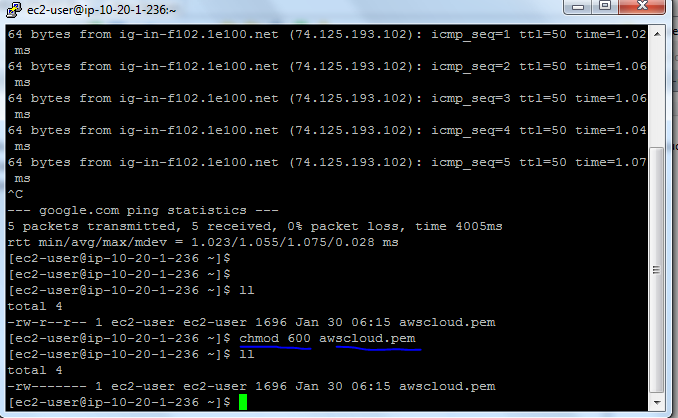 ec2-user@ip-10-20-1-236:~
64 bytes from ig-in-f102.1e100.net (74.125.193.102): icmp_seq=1 ttl=50 time=1.02
 ms
64 bytes from ig-in-f102.1e100.net (74.125.193.102): icmp_seq=2 ttl=50 time=1.06
 ms
64 bytes from ig-in-f102.1e100.net (74.125.193.102): icmp_seq=3 ttl=50 time=1.06
 ms
64 bytes from ig-in-f102.1e100.net (74.125.193.102): icmp_seq=4 ttl=50 time=1.04
 ms
64 bytes from ig-in-f102.1e100.net (74.125.193.102): icmp_seq=5 ttl=50 time=1.07
 ms
^C
--- google.com ping statistics ---
5 packets transmitted, 5 received, 0% packet loss, time 4005ms
rtt min/avg/max/mdev = 1.023/1.055/1.075/0.028 ms
[ec2-user@ip-10-20-1-236 ~]$
[ec2-user@ip-10-20-1-236 ~]$
[ec2-user@ip-10-20-1-236 ~]$ ll
total 4
-rw-r--r-- 1 ec2-user ec2-user 1696 Jan 30 06:15 awscloud.pem
[ec2-user@ip-10-20-1-236 ~]$ chmod 600 awscloud.pem
[ec2-user@ip-10-20-1-236 ~]$ ll
total 4
-rw------- 1 ec2-user ec2-user 1696 Jan 30 06:15 awscloud.pem
[ec2-user@ip-10-20-1-236 ~]$